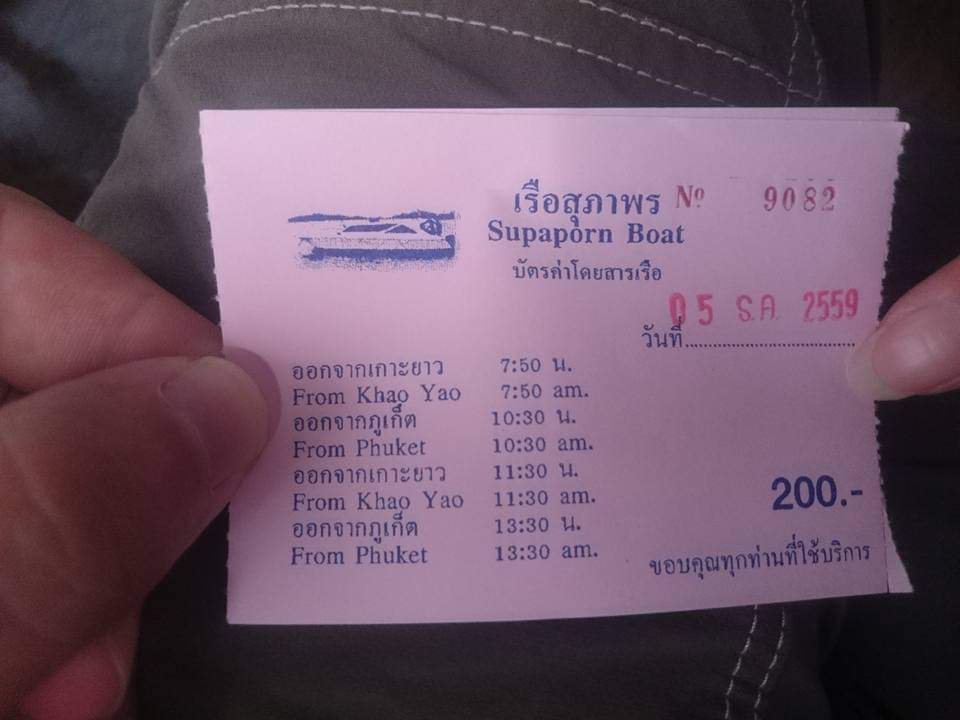 เรือสุภาพร Nº 9082
Supaporn Boat
บัตรค่าโดยสารเรือ
05 ธ.ค. 2559
วันที่........................................
ออกจากเกาะยาว 7:50 น.
From Khao Yao 7:50 am.
ออกจากภูเก็ต 10:30 น.
From Phuket 10:30 am.
ออกจากเกาะยาว 11:30 น.
From Khao Yao 11:30 am.
ออกจากภูเก็ต 13:30 น.
From Phuket 13:30 am.
200.-
ขอบคุณทุกท่านที่ใช้บริการ